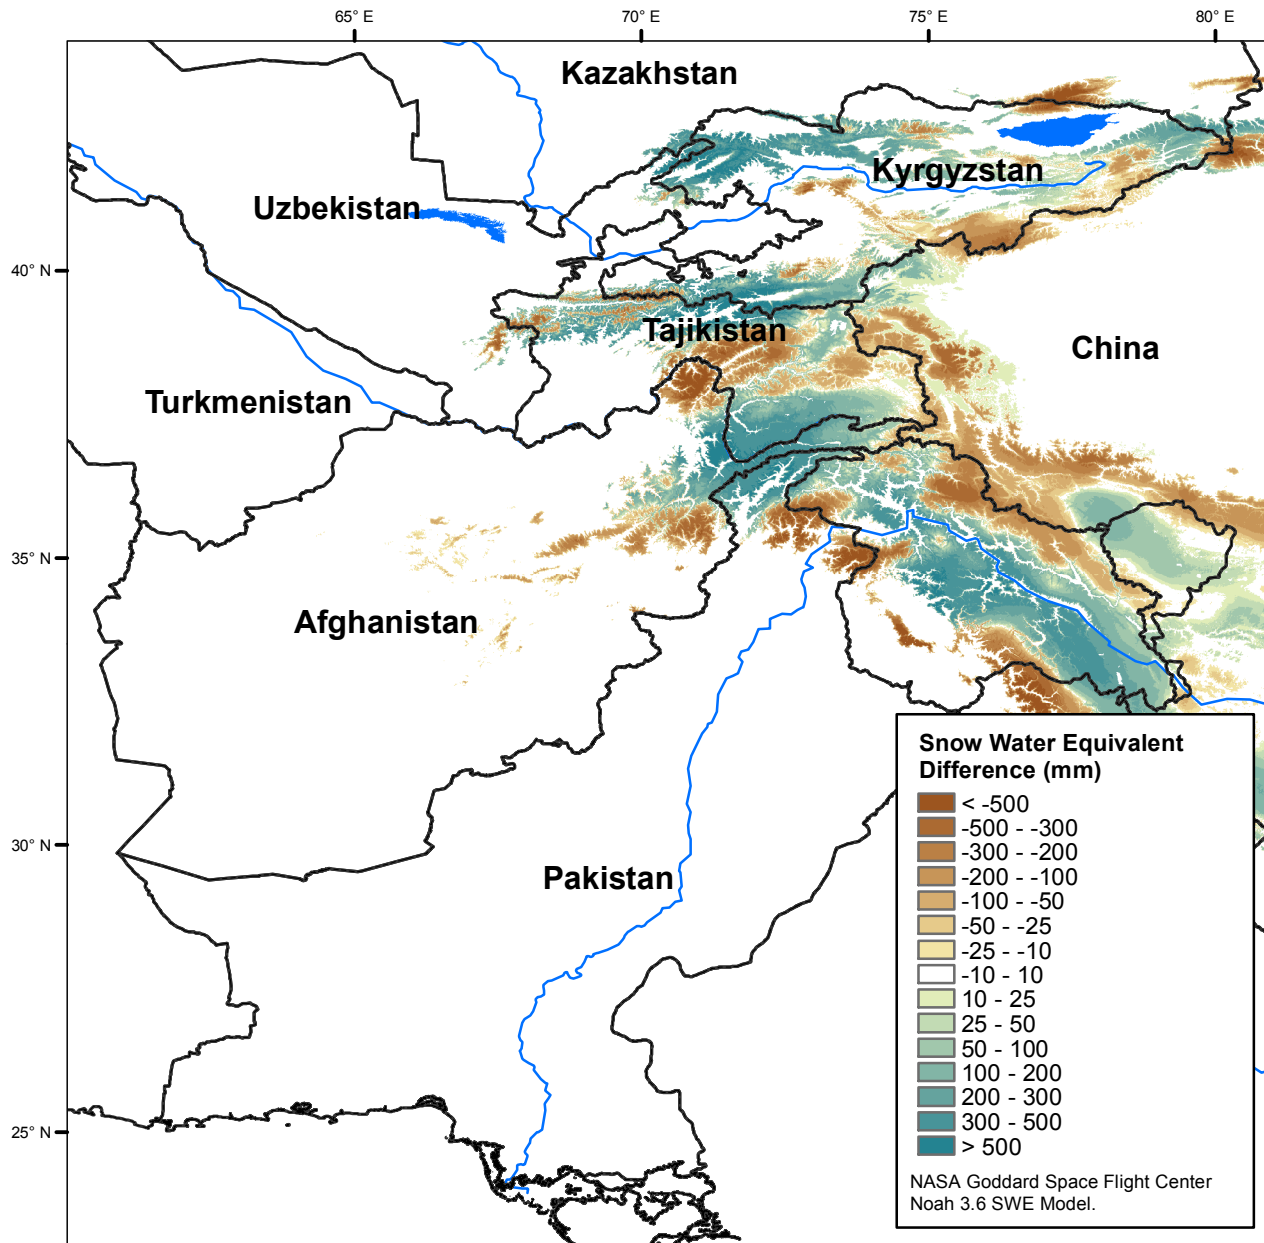 65° E
70° E
75° E
80° E
Kazakhstan
Kyrgyzstan
Uzbekistan
40° N
Tajikistan
China
Turkmenistan
35° N
Afghanistan
Snow Water Equivalent
Difference (mm)
< -500
-500 - -300
-300 - -200
-200 - -100
-100 - -50
-50 - -25
-25 - -10
-10 - 10
10 - 25
25 - 50
50 - 100
100 - 200
200 - 300
300 - 500
> 500
NASA Goddard Space Flight Center
Noah 3.6 SWE Model.
30° N
Pakistan
25° N